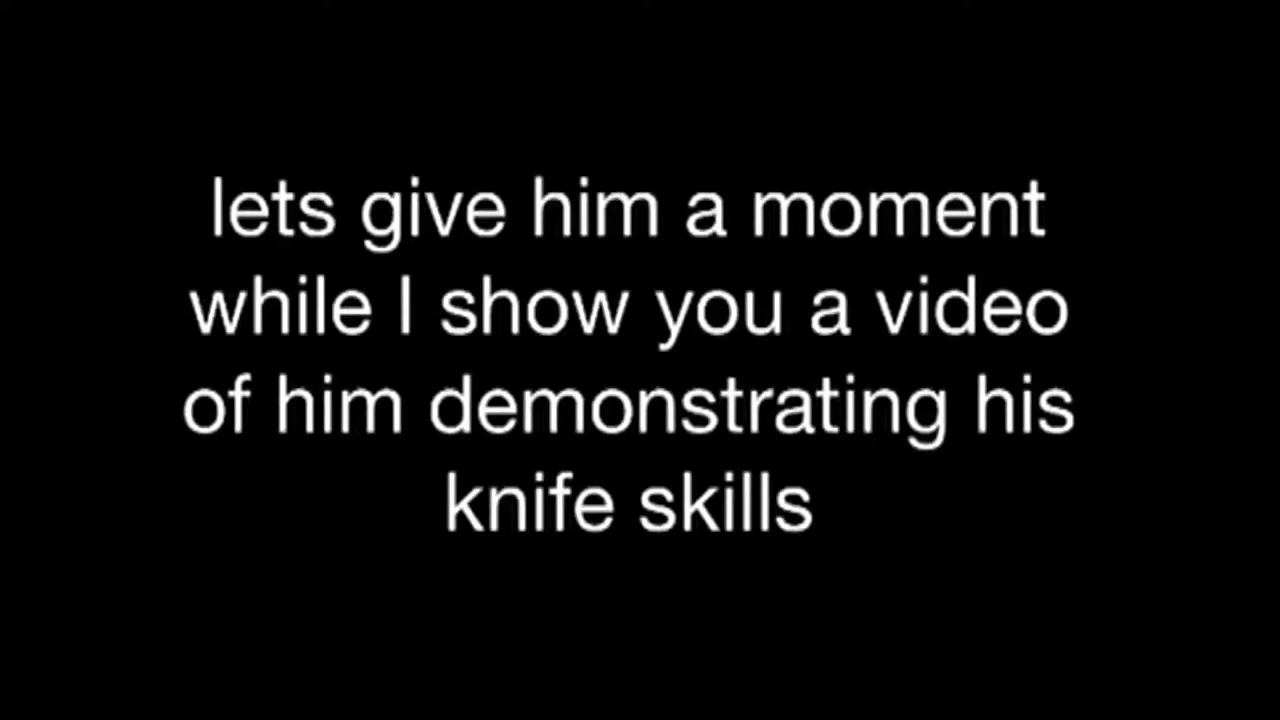 lets give him a moment
while I show you a video
of him demonstrating his
knife skills